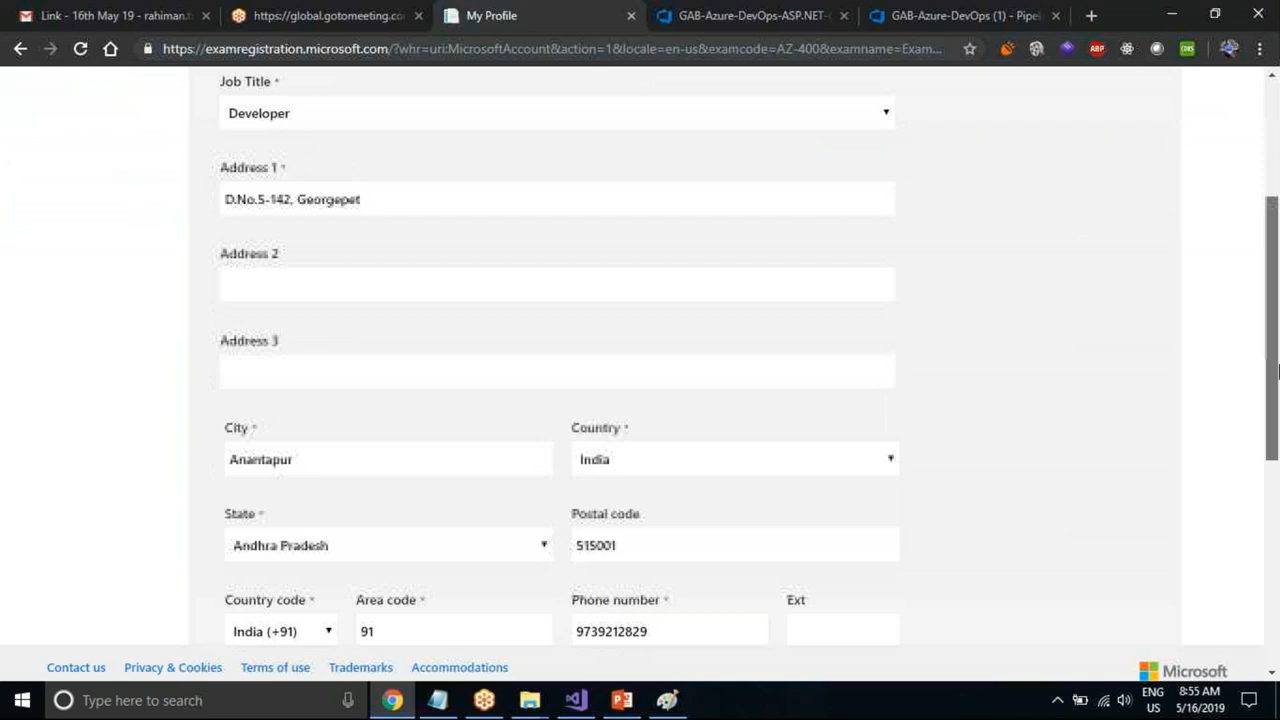 Link - 16th May 19 - rahiman.
https://global.gotomeeting.co
My Profile
GAB-Azure-DevOps-ASP.NET-
GAB-Azure-DevOps (1) - Pipel
https://examregistration.microsoft.com/?whr=uri:MicrosoftAccount&action=1&locale=en-us&examcode=AZ-400&examname=Exam...
ABP
Job Title *
Developer
Address 1 *
D.No.5-142, Georgepet
Address 2
Address 3
City *
Country *
Anantapur
India
State *
Postal code
Andhra Pradesh
515001
Country code *
Area code *
Phone number *
Ext
India (+91)
91
9739212829
Contact us
Privacy & Cookies
Terms of use
Trademarks
Accommodations
Microsoft
Type here to search
ENG
US
8:55 AM
5/16/2019